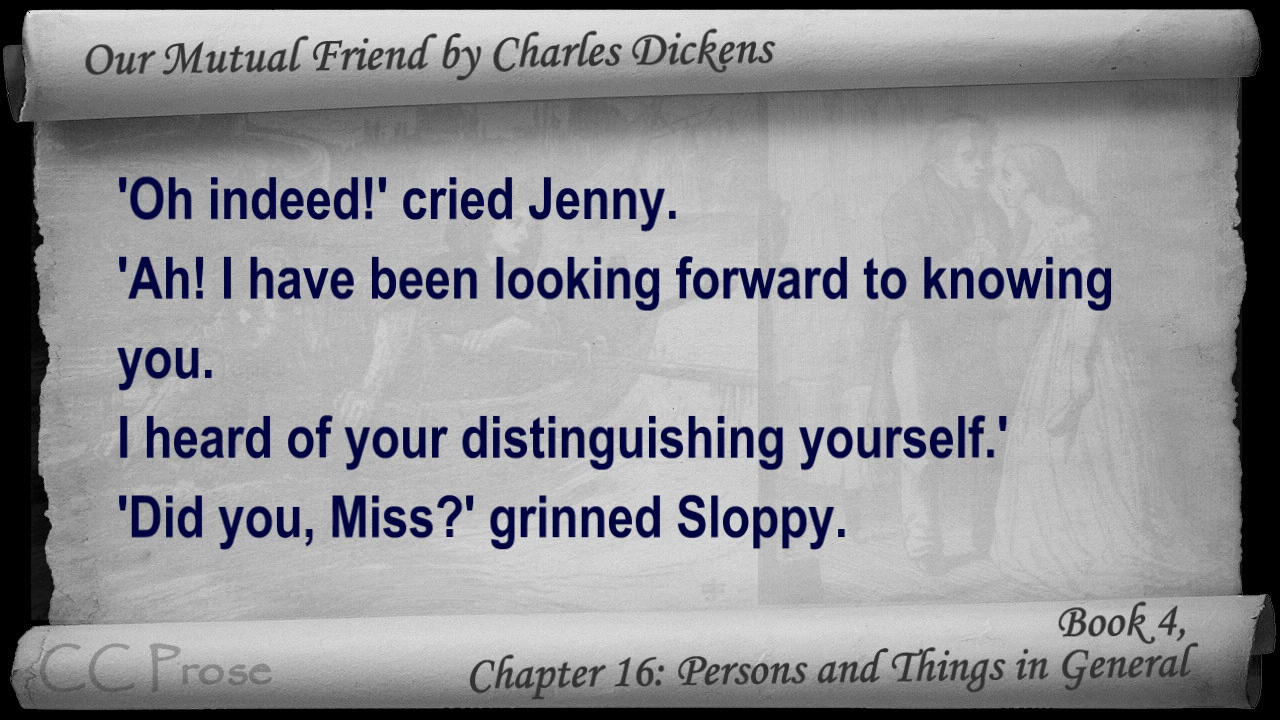 Our Mutual Friend by Charles Dickens
'Oh indeed!' cried Jenny.
'Ah! I have been looking forward to knowing
you.
I heard of your distinguishing yourself.'
'Did you, Miss?' grinned Sloppy.
Book 4,
CC Prose
Chapter 16: Persons and Things in General